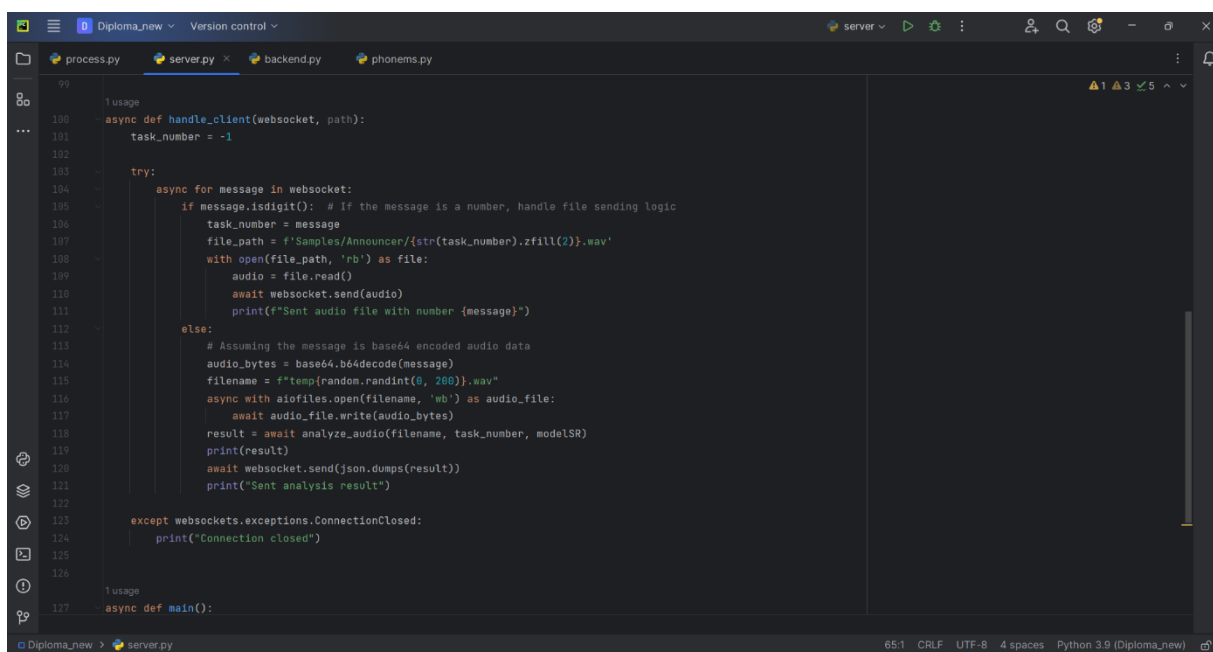 D Diploma_new Version control server
process.py server.py × backend.py phonems.py
99 1 3 5
1 usage
100 async def handle_client(websocket, path):
101 task_number = -1
102
103 try:
104 async for message in websocket:
105 if message.isdigit(): # If the message is a number, handle file sending logic
106 task_number = message
107 file_path = f'Samples/Announcer/{str(task_number).zfill(2)}.wav'
108 with open(file_path, 'rb') as file:
109 audio = file.read()
110 await websocket.send(audio)
111 print(f"Sent audio file with number {message}")
112 else:
113 # Assuming the message is base64 encoded audio data
114 audio_bytes = base64.b64decode(message)
115 filename = f"temp{random.randint(0, 200)}.wav"
116 async with aiofiles.open(filename, 'wb') as audio_file:
117 await audio_file.write(audio_bytes)
118 result = await analyze_audio(filename, task_number, modelSR)
119 print(result)
120 await websocket.send(json.dumps(result))
121 print("Sent analysis result")
122
123 except websockets.exceptions.ConnectionClosed:
124 print("Connection closed")
125
126
1 usage
127 async def main():
Diploma_new > server.py 65:1 CRLF UTF-8 4 spaces Python 3.9 (Diploma_new)